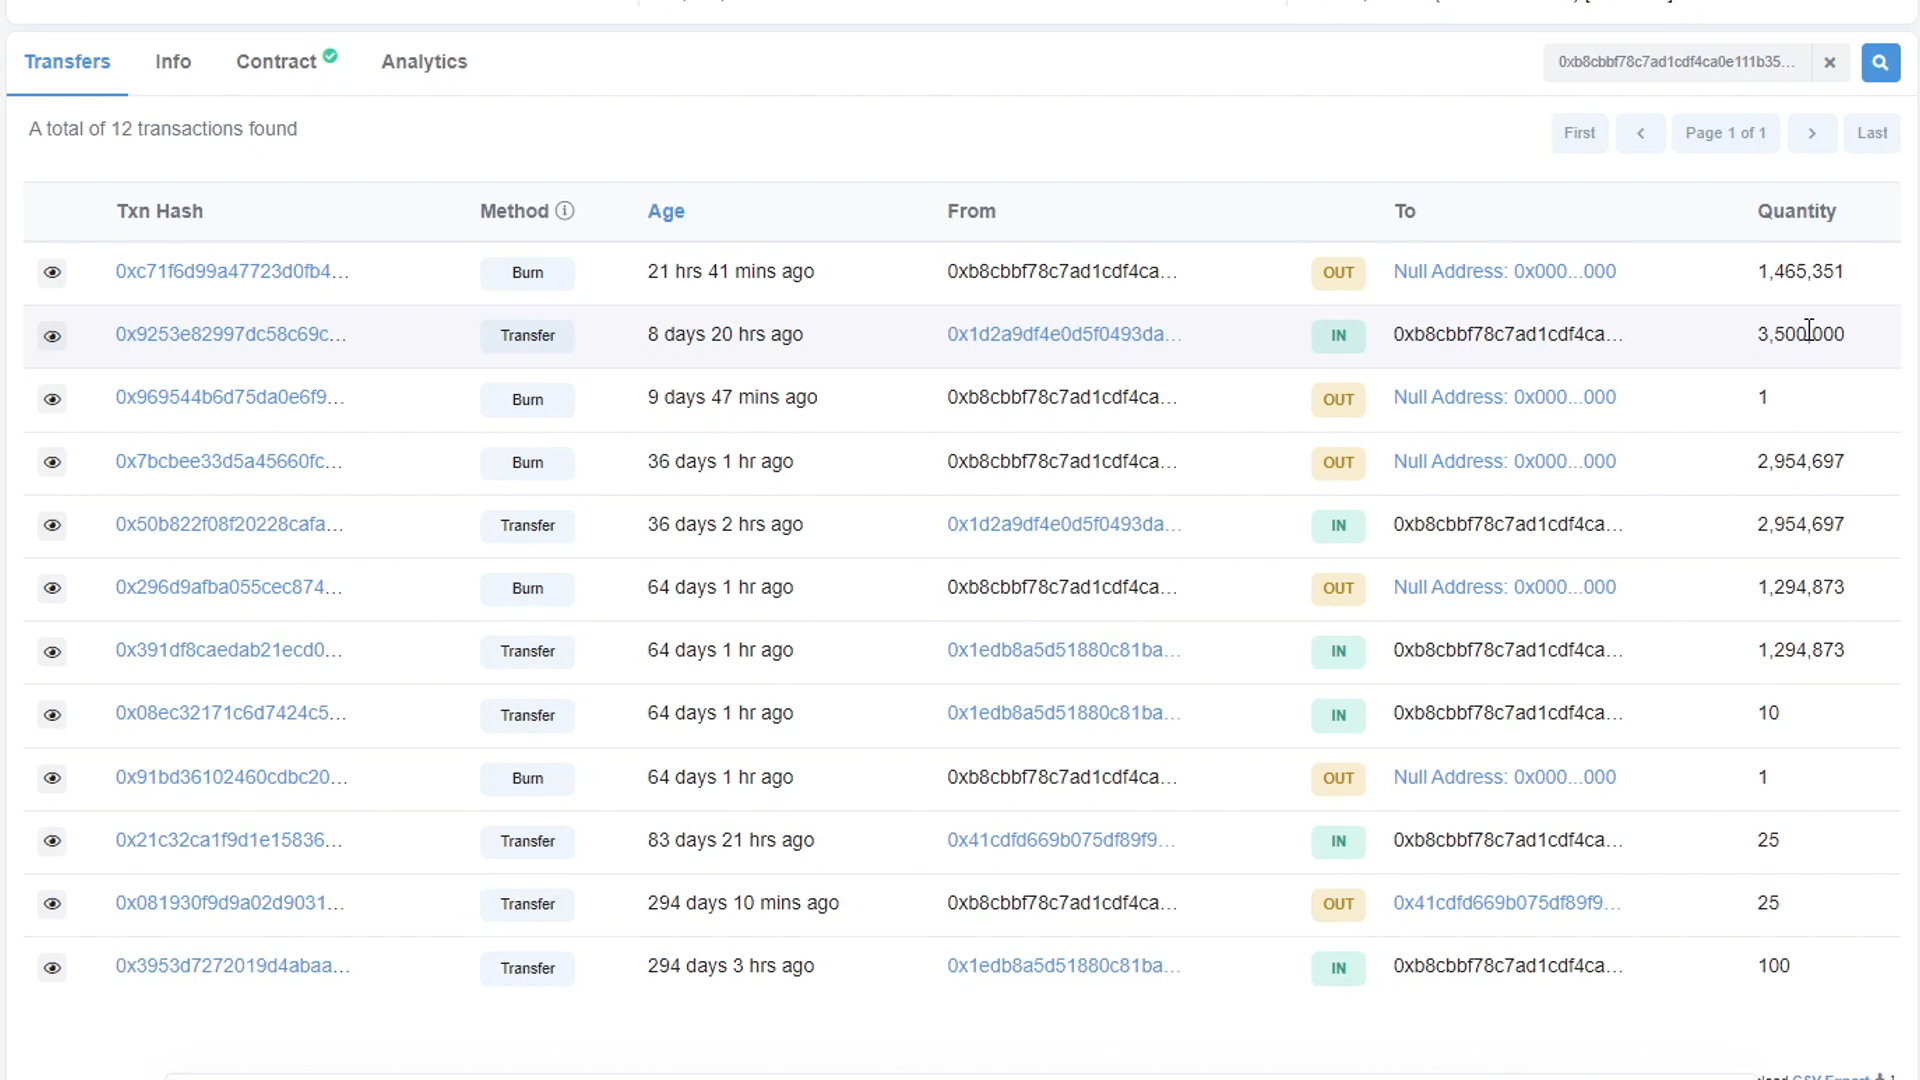 Transfers Info Contract Analytics 0xb8cbbf78c7ad1cdf4ca0e111b35...
A total of 12 transactions found
First Page 1 of 1 Last
Txn Hash Method Age From To Quantity
0xc71f6d99a47723d0fb4... Burn 21 hrs 41 mins ago 0xb8cbbf78c7ad1cdf4ca... OUT Null Address: 0x000...000 1,465,351
0x9253e82997dc58c69c... Transfer 8 days 20 hrs ago 0x1d2a9df4e0d5f0493da... IN 0xb8cbbf78c7ad1cdf4ca... 3,500,000
0x969544b6d75da0e6f9... Burn 9 days 47 mins ago 0xb8cbbf78c7ad1cdf4ca... OUT Null Address: 0x000...000 1
0x7bcbee33d5a45660fc... Burn 36 days 1 hr ago 0xb8cbbf78c7ad1cdf4ca... OUT Null Address: 0x000...000 2,954,697
0x50b822f08f20228cafa... Transfer 36 days 2 hrs ago 0x1d2a9df4e0d5f0493da... IN 0xb8cbbf78c7ad1cdf4ca... 2,954,697
0x296d9afba055cec874... Burn 64 days 1 hr ago 0xb8cbbf78c7ad1cdf4ca... OUT Null Address: 0x000...000 1,294,873
0x391df8caedab21ecd0... Transfer 64 days 1 hr ago 0x1edb8a5d51880c81ba... IN 0xb8cbbf78c7ad1cdf4ca... 1,294,873
0x08ec32171c6d7424c5... Transfer 64 days 1 hr ago 0x1edb8a5d51880c81ba... IN 0xb8cbbf78c7ad1cdf4ca... 10
0x91bd36102460cdbc20... Burn 64 days 1 hr ago 0xb8cbbf78c7ad1cdf4ca... OUT Null Address: 0x000...000 1
0x21c32ca1f9d1e15836... Transfer 83 days 21 hrs ago 0x41cdfd669b075df89f9... IN 0xb8cbbf78c7ad1cdf4ca... 25
0x081930f9d9a02d9031... Transfer 294 days 10 mins ago 0xb8cbbf78c7ad1cdf4ca... OUT 0x41cdfd669b075df89f9... 25
0x3953d7272019d4abaa... Transfer 294 days 3 hrs ago 0x1edb8a5d51880c81ba... IN 0xb8cbbf78c7ad1cdf4ca... 100